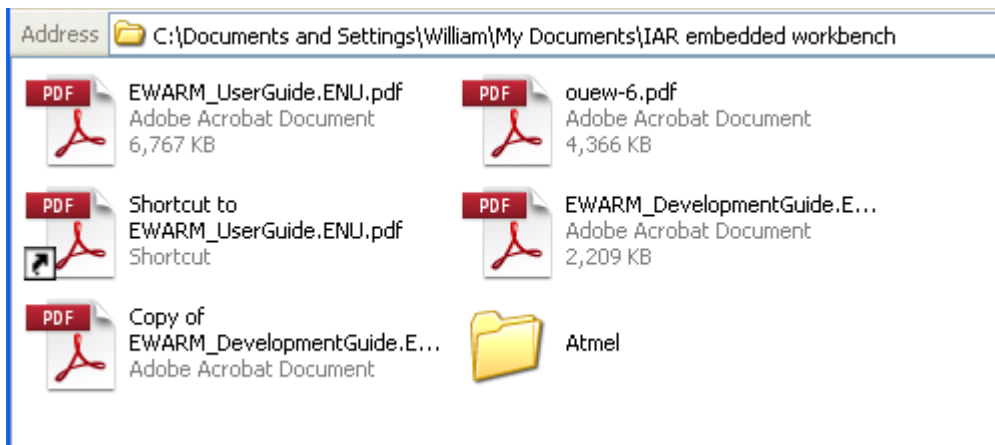 Address C:\Documents and Settings\William\My Documents\IAR embedded workbench
PDF EWARM_UserGuide.ENU.pdf
Adobe Acrobat Document
6,767 KB
PDF ouew-6.pdf
Adobe Acrobat Document
4,366 KB
PDF Shortcut to
EWARM_UserGuide.ENU.pdf
Shortcut
PDF EWARM_DevelopmentGuide.E...
Adobe Acrobat Document
2,209 KB
PDF Copy of
EWARM_DevelopmentGuide.E...
Adobe Acrobat Document
Atmel